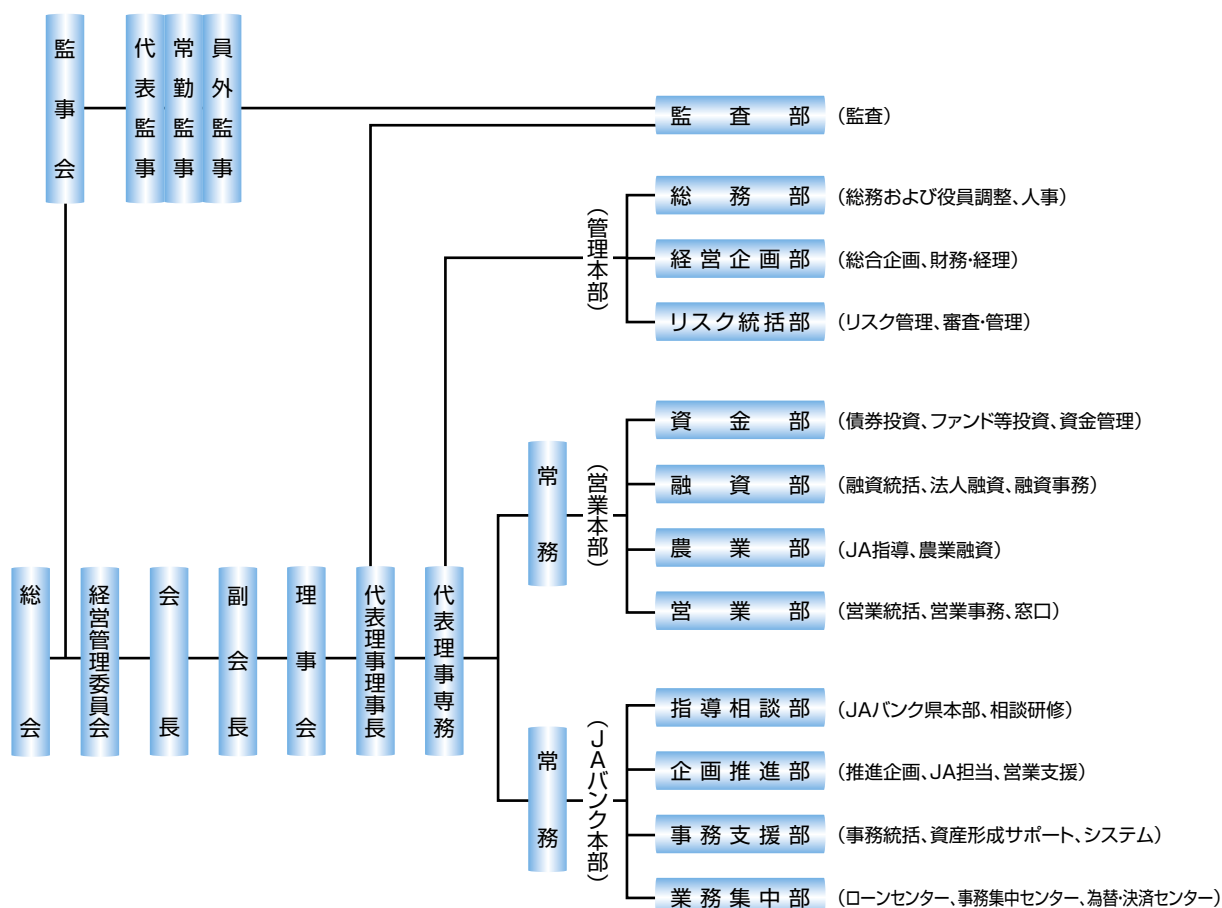 監事会
代表監事
常勤監事
員外監事
監査部 (監査)
(管理本部)
総務部 (総務および役員調整、人事)
経営企画部 (総合企画、財務・経理)
リスク統括部 (リスク管理、審査・管理)
総会
経営管理委員会
会長
副会長
理事会
代表理事理事長
代表理事専務
常務
(営業本部)
資金部 (債券投資、ファンド等投資、資金管理)
融資部 (融資統括、法人融資、融資事務)
農業部 (JA指導、農業融資)
営業部 (営業統括、営業事務、窓口)
常務
(JAバンク本部)
指導相談部 (JAバンク県本部、相談研修)
企画推進部 (推進企画、JA担当、営業支援)
事務支援部 (事務統括、資産形成サポート、システム)
業務集中部 (ローンセンター、事務集中センター、為替・決済センター)